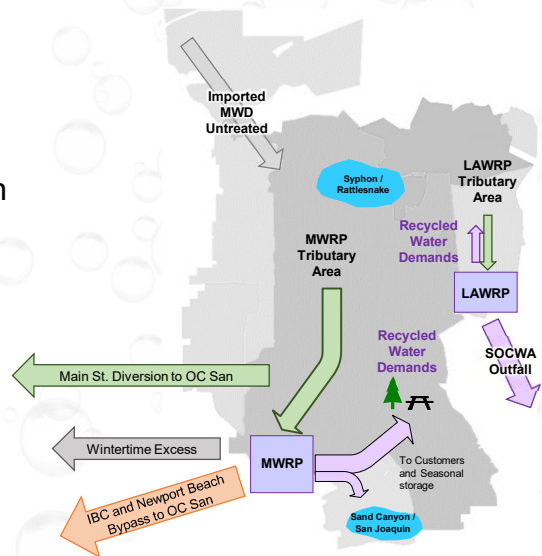 Imported
MWD
Untreated
n
Syphon /
Rattlesnake
LAWRP
Tributary
Area
Recycled
Water
Demands
MWRP
Tributary
Area
LAWRP
SOCWA
Outfall
Recycled
Water
Demands
Main St. Diversion to OC San
Wintertime Excess
MWRP
To Customers
and Seasonal
storage
IBC and Newport Beach
Bypass to OC San
Sand Canyon /
San Joaquin